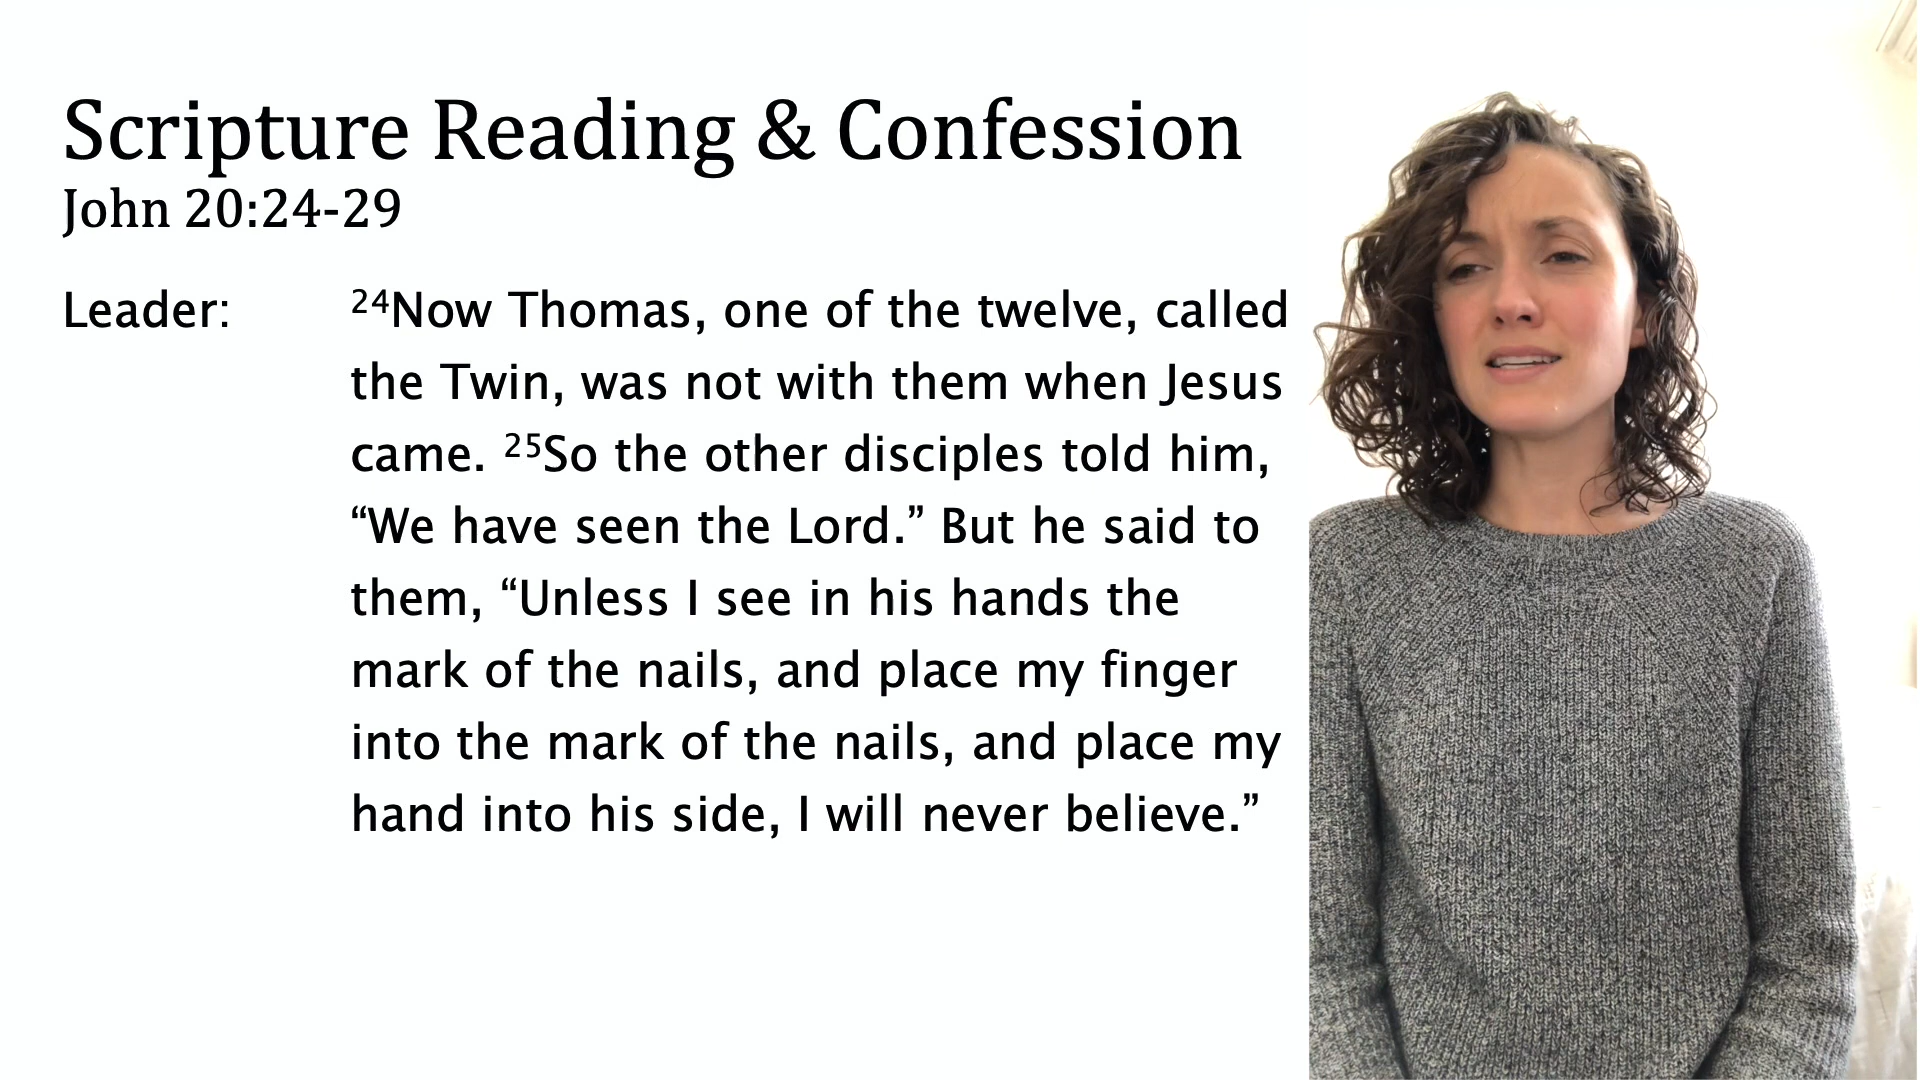 Scripture Reading & Confession
John 20:24-29
Leader: 24Now Thomas, one of the twelve, called
the Twin, was not with them when Jesus
came. 25So the other disciples told him,
“We have seen the Lord.” But he said to
them, “Unless I see in his hands the
mark of the nails, and place my finger
into the mark of the nails, and place my
hand into his side, I will never believe.”